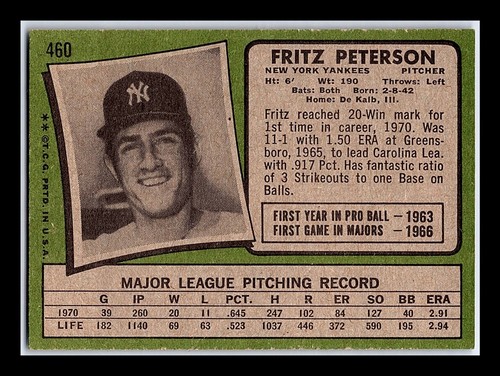 460
FRITZ PETERSON
NEW YORK YANKEES PITCHER
Ht: 6' Wt: 190 Throws: Left
Bats: Both Born: 2-8-42
Home: De Kalb, Ill.
Fritz reached 20-Win mark for
1st time in career, 1970. Was
11-1 with 1.50 ERA at Greens-
boro, 1965, to lead Carolina Lea.
with .917 Pct. Has fantastic ratio
of 3 Strikeouts to one Base on
Balls.
FIRST YEAR IN PRO BALL — 1963
FIRST GAME IN MAJORS — 1966
NY
**©T.C.G. PRTD. IN U.S.A.
MAJOR LEAGUE PITCHING RECORD
G IP W L PCT. H R ER SO BB ERA
1970 39 260 20 11 .645 247 102 84 127 40 2.91
LIFE 182 1140 69 63 .523 1037 446 372 590 195 2.94